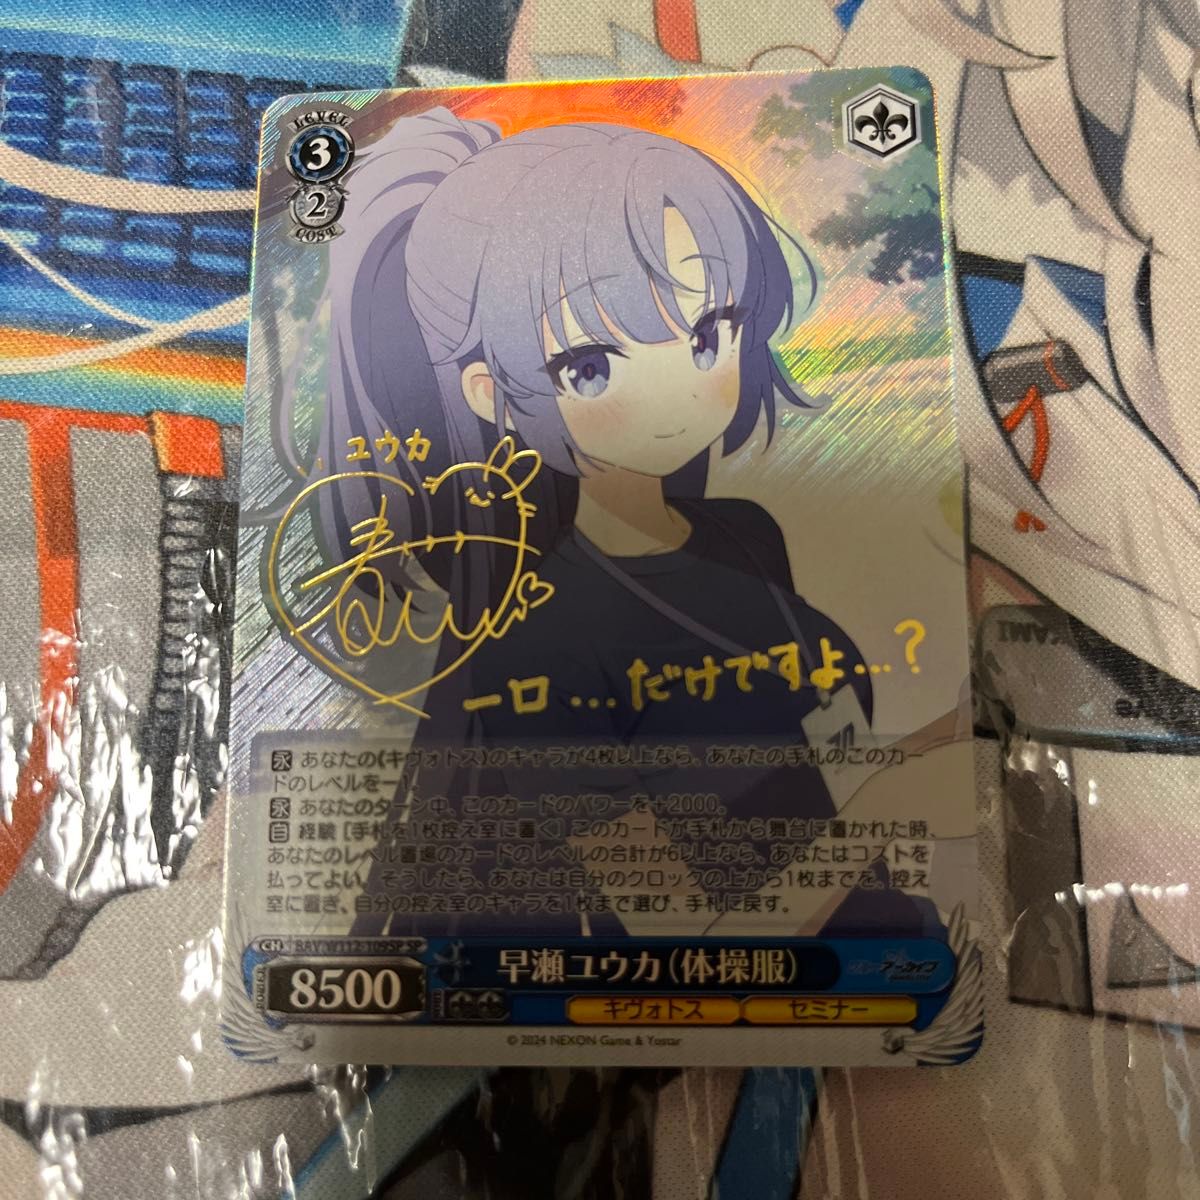 LEVEL
3
2
COST
ユウカ
一口…だけですよ…?
永 あなたの《キヴォトス》のキャラが4枚以上なら、あなたの手札のこのカー
ドのレベルを－1。
永 あなたのターン中、このカードのパワーを＋2000。
自 経験 [手札を1枚控え室に置く] このカードが手札から舞台に置かれた時、
あなたのレベル置場のカードのレベルの合計が6以上なら、あなたはコストを
払ってよい。そうしたら、あなたは自分のクロックの上から1枚までを、控え
室に置き、自分の控え室のキャラを1枚まで選び、手札に戻す。
CH BAV/W112-109SP SP
8500
早瀬ユウカ(体操服)
キヴォトス セミナー
© 2024 NEXON Games & Yostar
KAMI